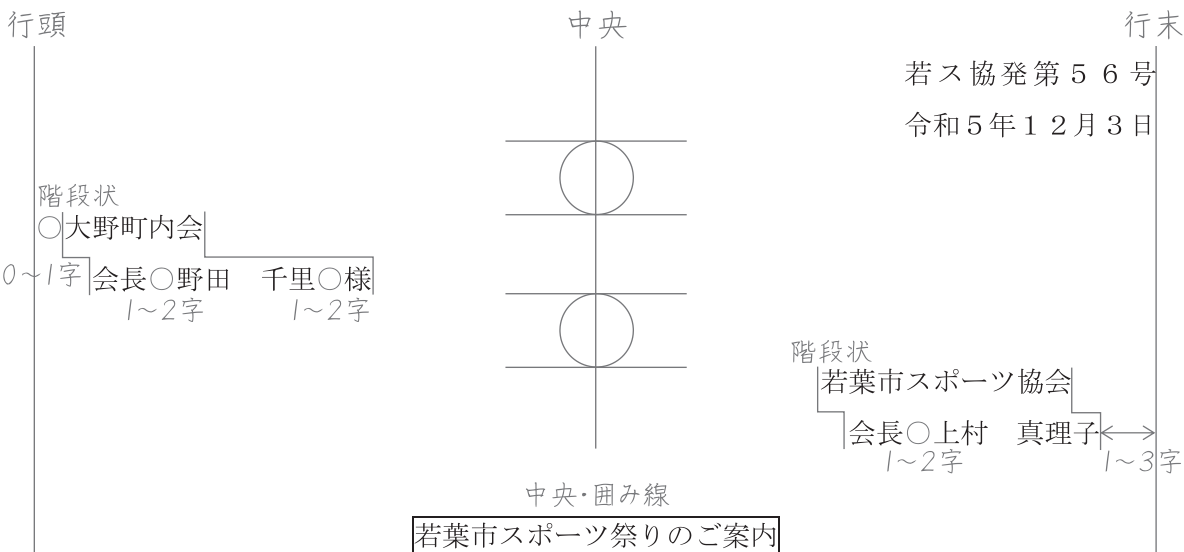 行頭
中央
行末
若ス協発第５６号
令和５年１２月３日
階段状
○大野町内会
0～1字
会長○野田　千里○様
1～2字
1～2字
階段状
若葉市スポーツ協会
会長○上村　真理子
1～2字
1～3字
中央・囲み線
若葉市スポーツ祭りのご案内